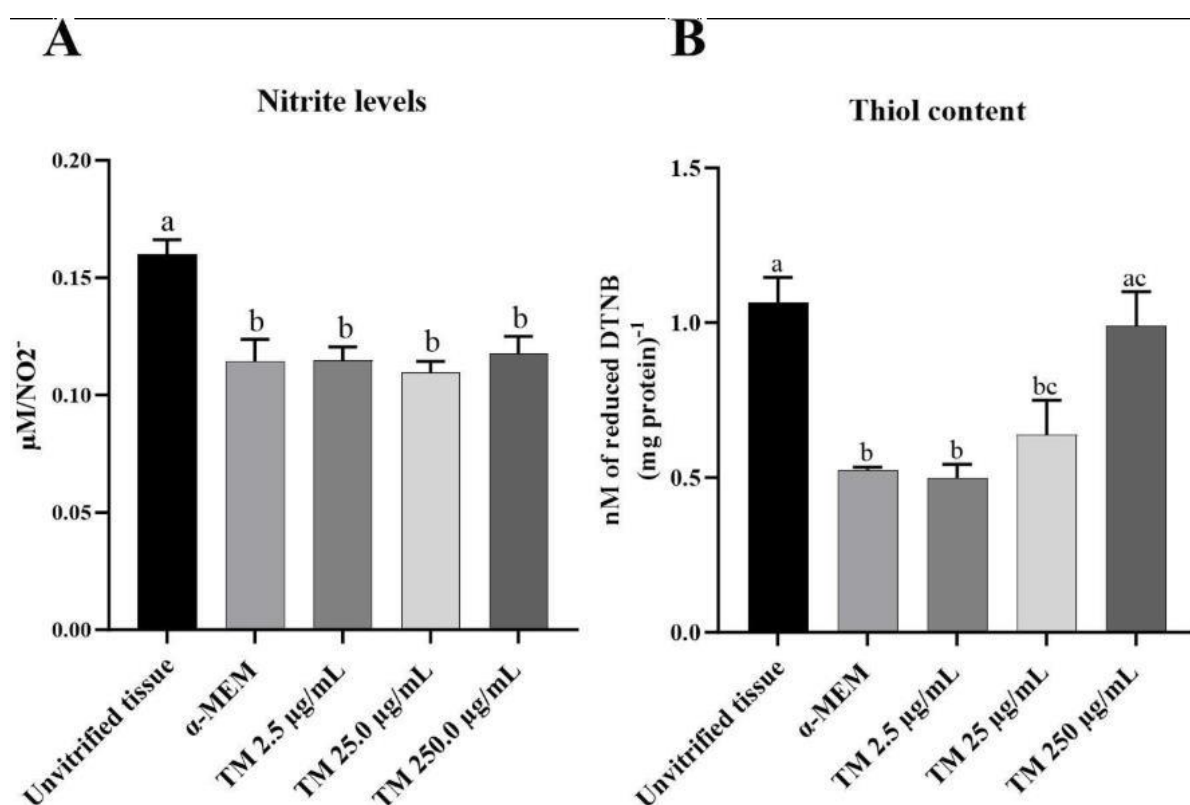 A
Nitrite levels
μM/NO2⁻
0.20
0.15
0.10
0.05
0.00
a
b
b
b
b
Unvitrified tissue
α-MEM
TM 2.5 μg/mL
TM 25.0 μg/mL
TM 250.0 μg/mL
B
Thiol content
nM of reduced DTNB
(mg protein)⁻¹
1.5
1.0
0.5
0.0
a
b
b
bc
ac
Unvitrified tissue
α-MEM
TM 2.5 μg/mL
TM 25 μg/mL
TM 250 μg/mL